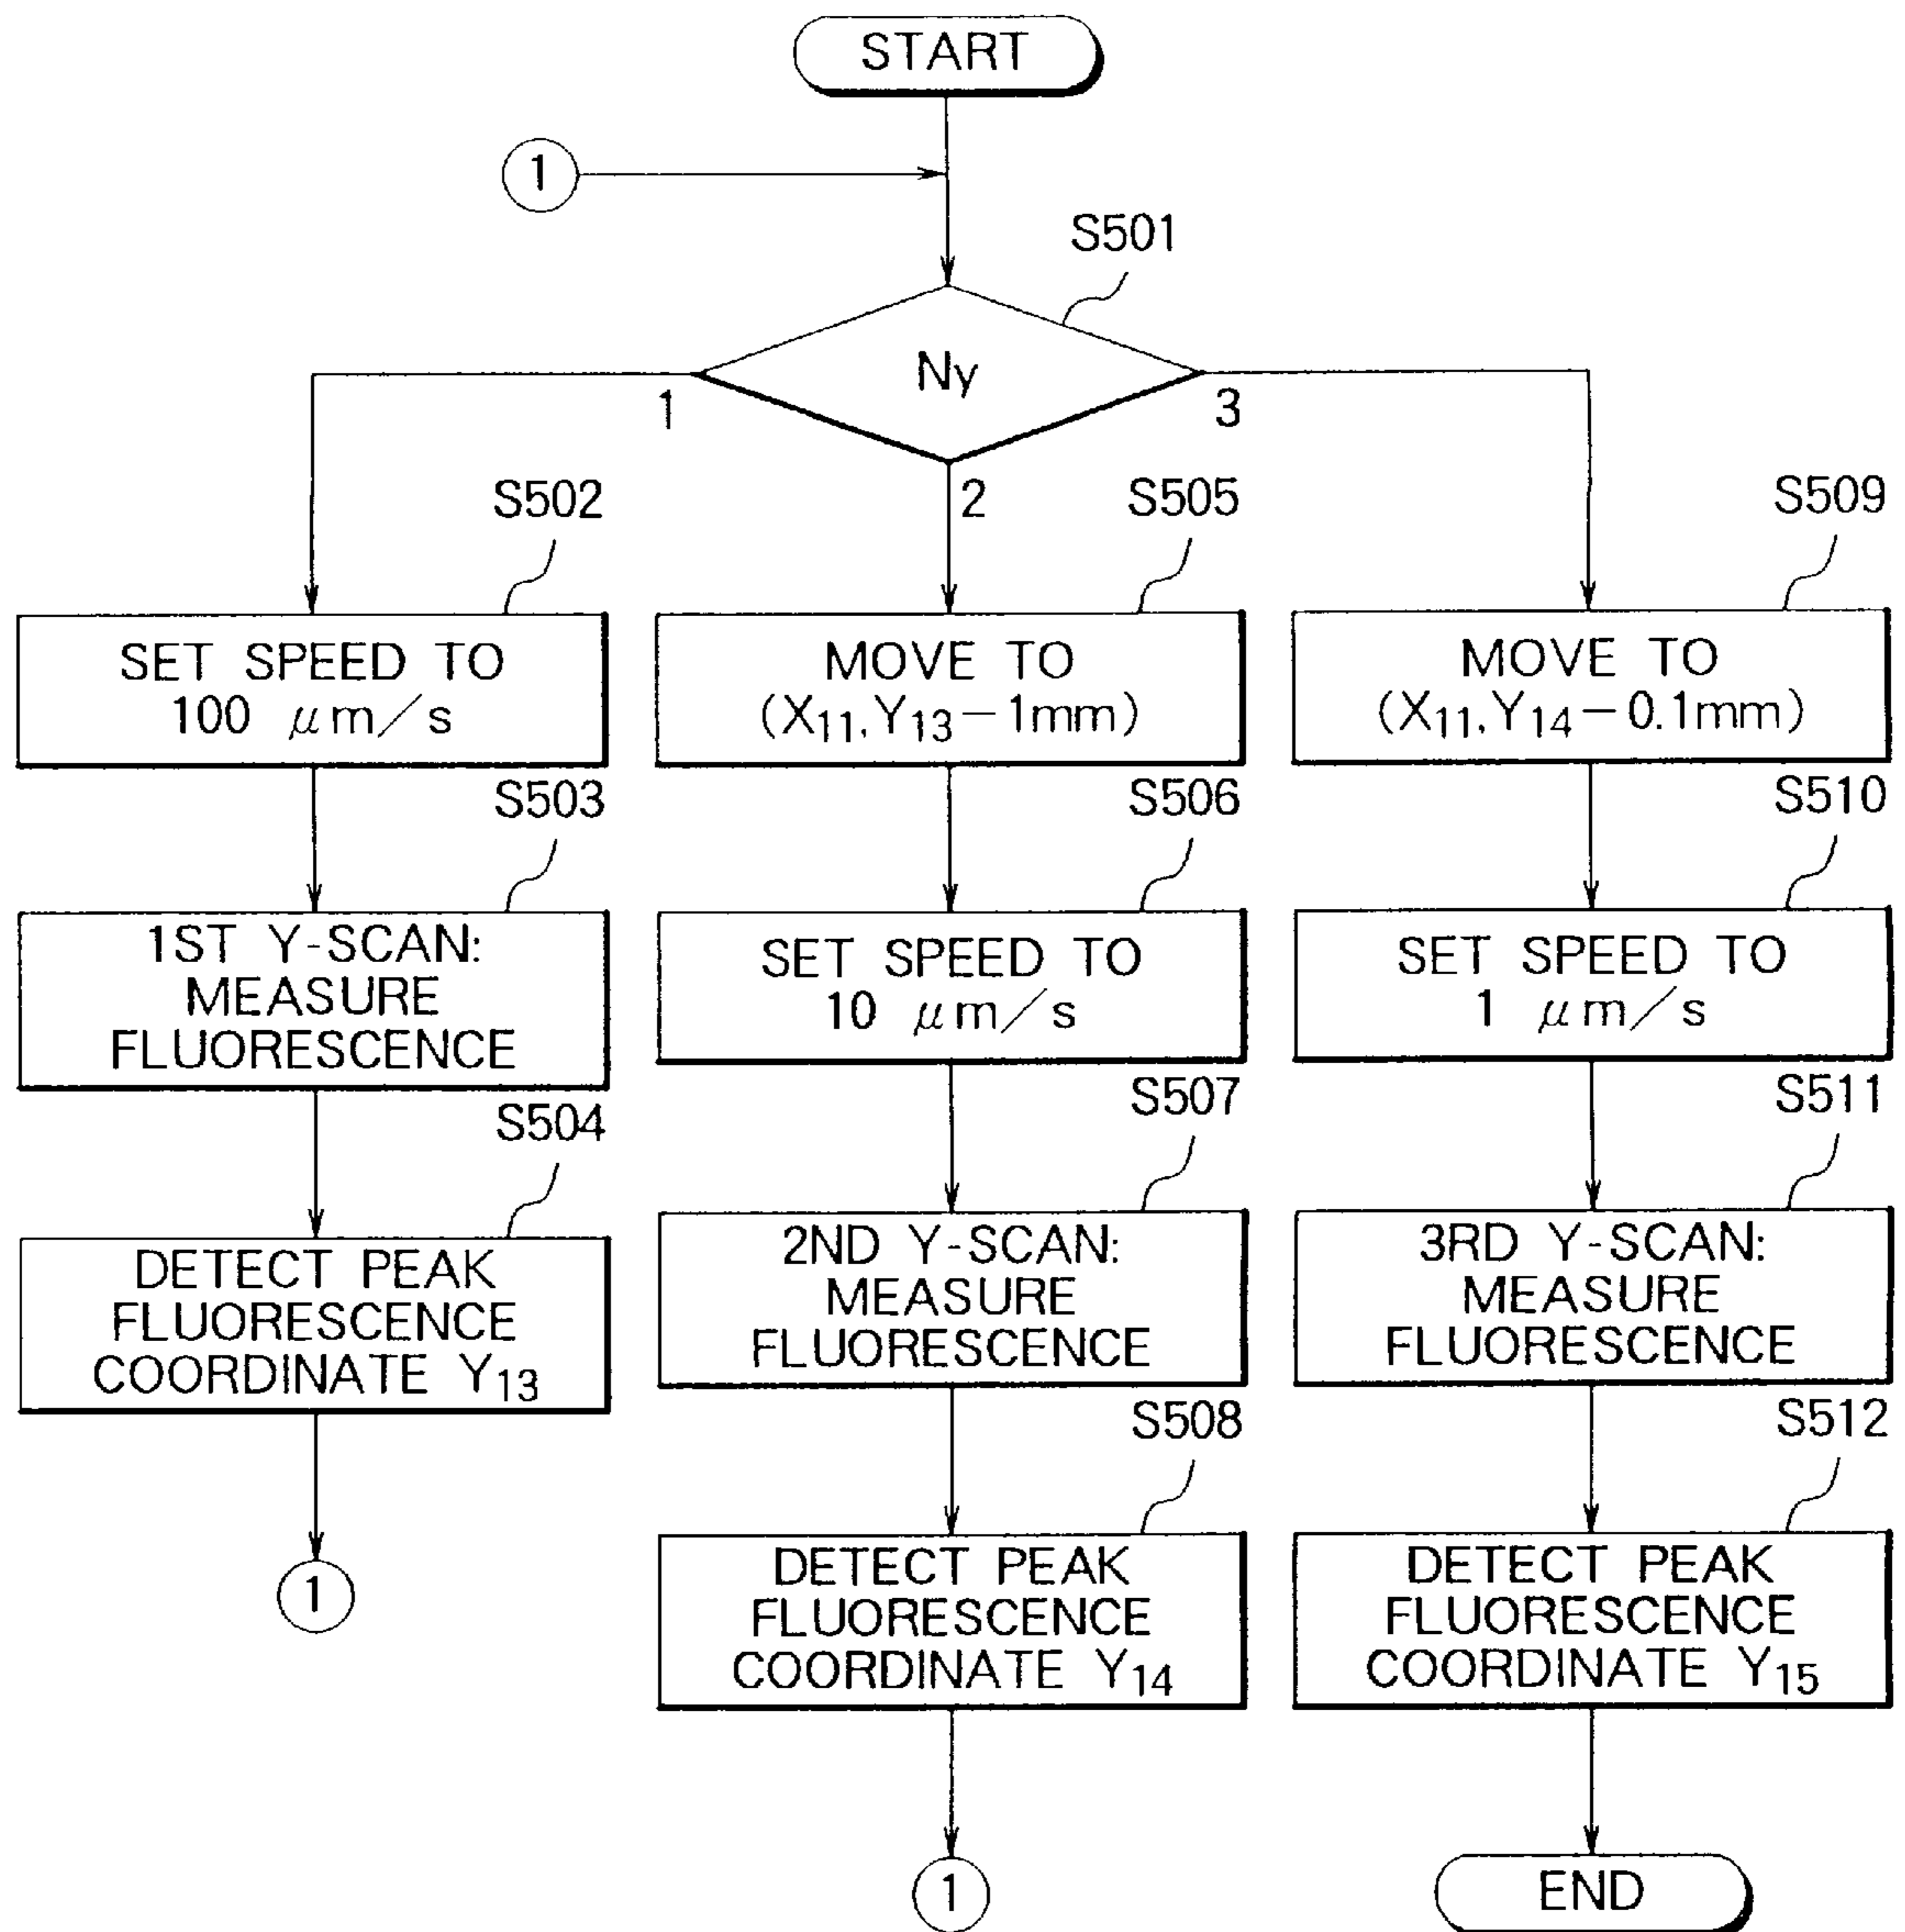 START
1
S501
Ny
1
2
3
S502
SET SPEED TO
100 μm/s
S503
1ST Y-SCAN:
MEASURE
FLUORESCENCE
S504
DETECT PEAK
FLUORESCENCE
COORDINATE Y₁₃
1
S505
MOVE TO
(X₁₁,Y₁₃−1mm)
S506
SET SPEED TO
10 μm/s
S507
2ND Y-SCAN:
MEASURE
FLUORESCENCE
S508
DETECT PEAK
FLUORESCENCE
COORDINATE Y₁₄
1
S509
MOVE TO
(X₁₁,Y₁₄−0.1mm)
S510
SET SPEED TO
1 μm/s
S511
3RD Y-SCAN:
MEASURE
FLUORESCENCE
S512
DETECT PEAK
FLUORESCENCE
COORDINATE Y₁₅
END